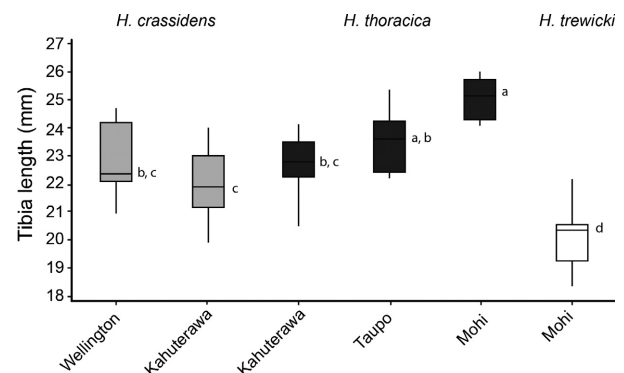 H. crassidens H. thoracica H. trewicki
Tibia length (mm)
27
26
25
24
23
22
21
20
19
18
b, c
c
b, c
a, b
a
d
Wellington
Kahuterawa
Kahuterawa
Taupo
Mohi
Mohi